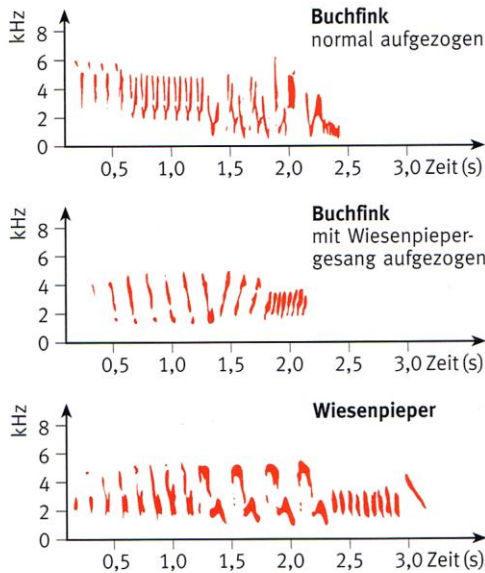 kHz
8
6
4
2
0
Buchfink
normal aufgezogen
0,5 1,0 1,5 2,0 2,5 3,0 Zeit (s)
kHz
8
6
4
2
0
Buchfink
mit Wiesenpieper-
gesang aufgezogen
0,5 1,0 1,5 2,0 2,5 3,0 Zeit (s)
kHz
8
6
4
2
0
Wiesenpieper
0,5 1,0 1,5 2,0 2,5 3,0 Zeit (s)